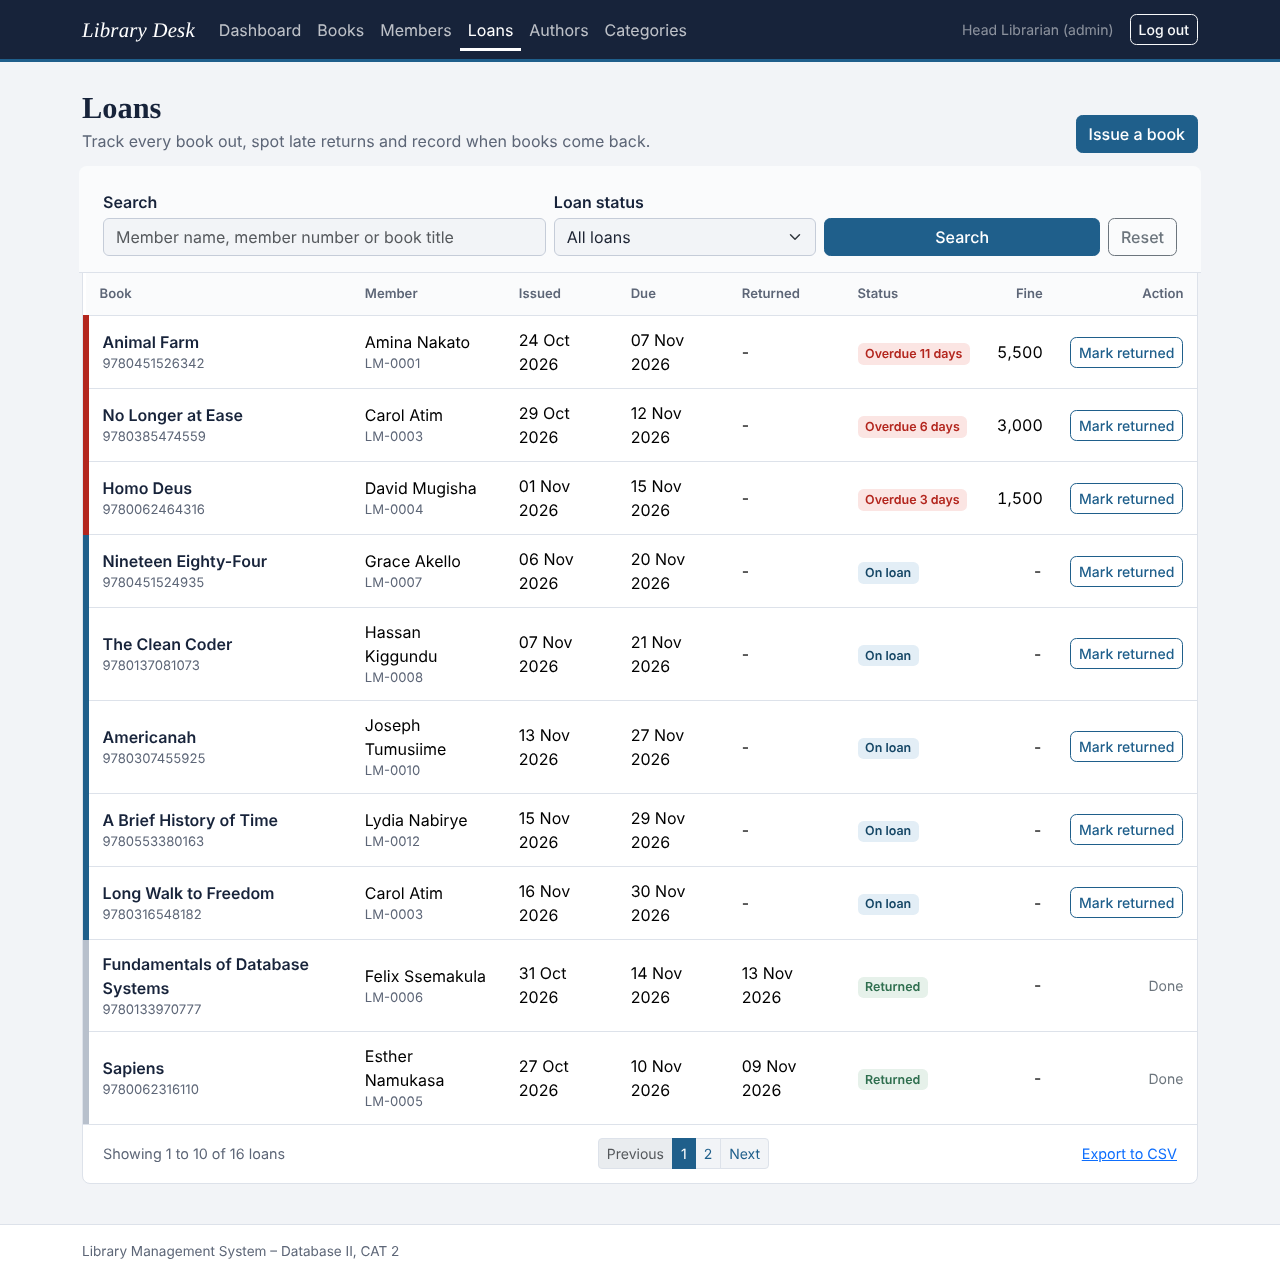 Library Desk Dashboard Books Members Loans Authors Categories Head Librarian (admin) Log out
Loans
Track every book out, spot late returns and record when books come back.
Issue a book
Search Loan status
Member name, member number or book title All loans Search Reset
Book Member Issued Due Returned Status Fine Action
Animal Farm
9780451526342
Amina Nakato
LM-0001
24 Oct
2026
07 Nov
2026
-
Overdue 11 days
5,500
Mark returned
No Longer at Ease
9780385474559
Carol Atim
LM-0003
29 Oct
2026
12 Nov
2026
-
Overdue 6 days
3,000
Mark returned
Homo Deus
9780062464316
David Mugisha
LM-0004
01 Nov
2026
15 Nov
2026
-
Overdue 3 days
1,500
Mark returned
Nineteen Eighty-Four
9780451524935
Grace Akello
LM-0007
06 Nov
2026
20 Nov
2026
-
On loan
-
Mark returned
The Clean Coder
9780137081073
Hassan
Kiggundu
LM-0008
07 Nov
2026
21 Nov
2026
-
On loan
-
Mark returned
Americanah
9780307455925
Joseph
Tumusiime
LM-0010
13 Nov
2026
27 Nov
2026
-
On loan
-
Mark returned
A Brief History of Time
9780553380163
Lydia Nabirye
LM-0012
15 Nov
2026
29 Nov
2026
-
On loan
-
Mark returned
Long Walk to Freedom
9780316548182
Carol Atim
LM-0003
16 Nov
2026
30 Nov
2026
-
On loan
-
Mark returned
Fundamentals of Database
Systems
9780133970777
Felix Ssemakula
LM-0006
31 Oct
2026
14 Nov
2026
13 Nov
2026
Returned
-
Done
Sapiens
9780062316110
Esther
Namukasa
LM-0005
27 Oct
2026
10 Nov
2026
09 Nov
2026
Returned
-
Done
Showing 1 to 10 of 16 loans Previous 1 2 Next Export to CSV
Library Management System – Database II, CAT 2